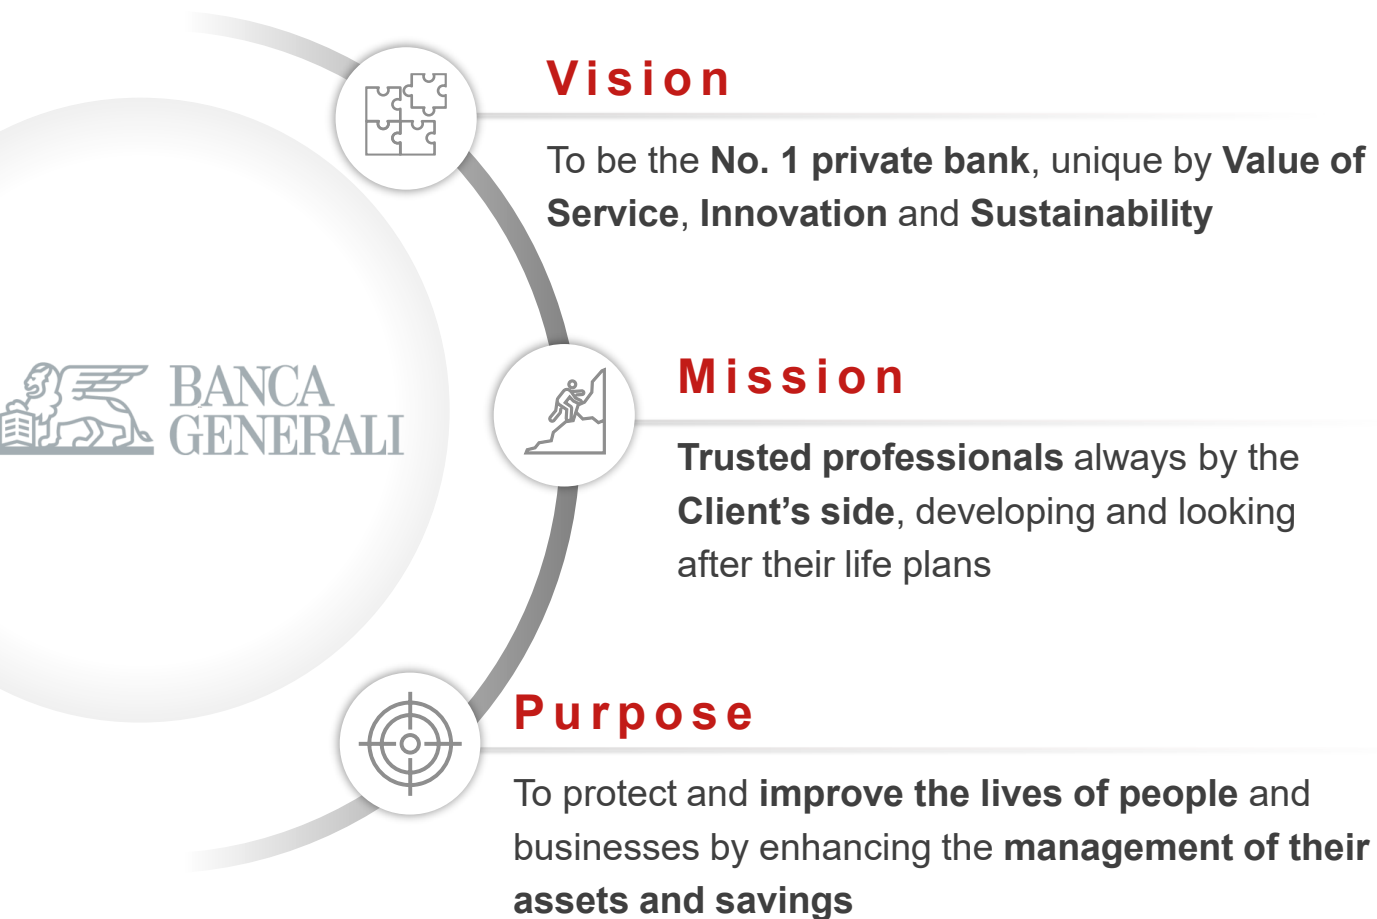 Vision
To be the No. 1 private bank, unique by Value of
Service, Innovation and Sustainability
BANCA
GENERALI
Mission
Trusted professionals always by the
Client’s side, developing and looking
after their life plans
Purpose
To protect and improve the lives of people and
businesses by enhancing the management of their
assets and savings